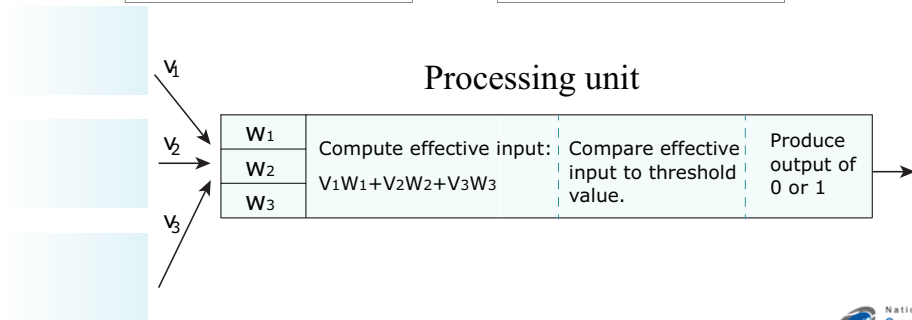 Processing unit
V1
V2
V3
W1
W2
W3
Compute effective input:
V1W1+V2W2+V3W3
Compare effective
input to threshold
value.
Produce
output of
0 or 1